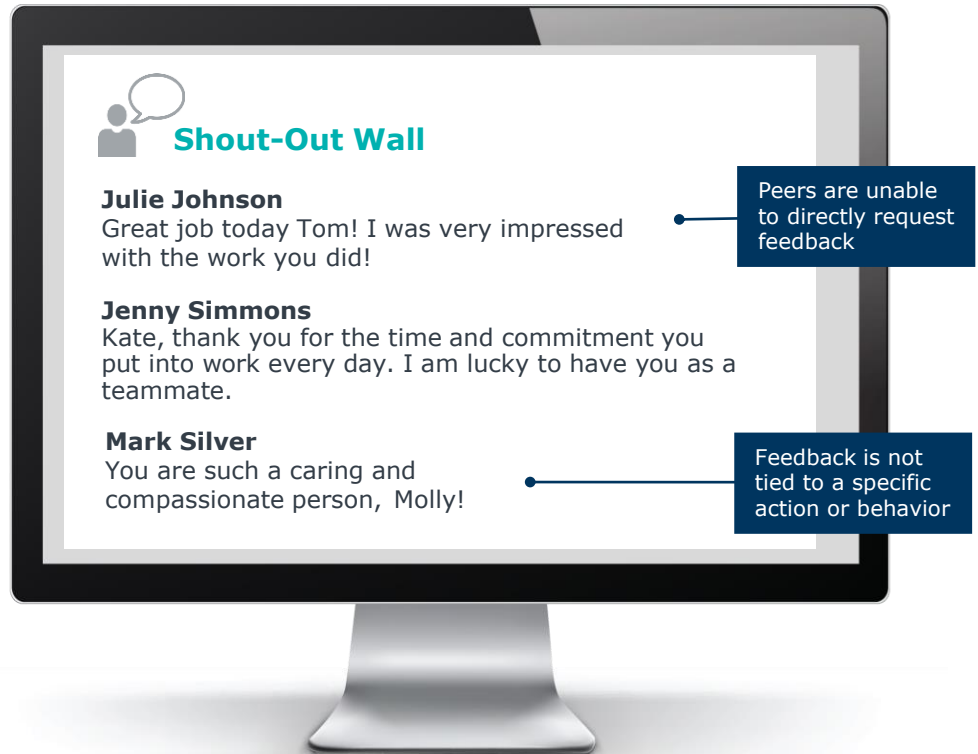 Shout-Out Wall
Julie Johnson
Great job today Tom! I was very impressed
with the work you did!
Peers are unable
to directly request
feedback
Jenny Simmons
Kate, thank you for the time and commitment you
put into work every day. I am lucky to have you as a
teammate.
Mark Silver
You are such a caring and
compassionate person, Molly!
Feedback is not
tied to a specific
action or behavior